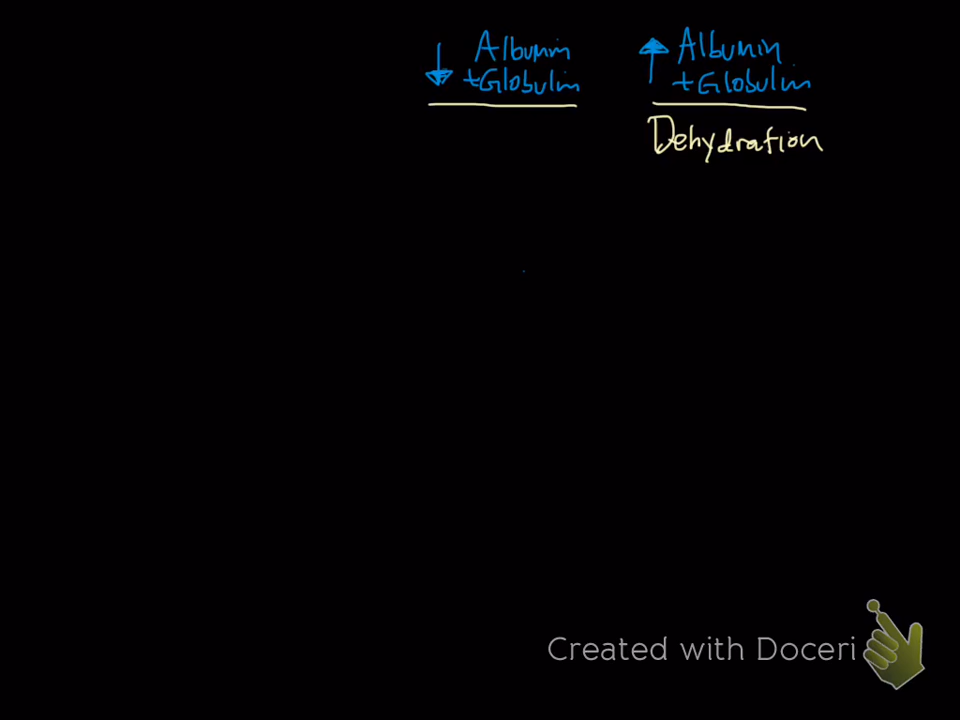 ↓ Albumin
+Globulin
↑ Albumin
+Globulin
Dehydration
Created with Doceri